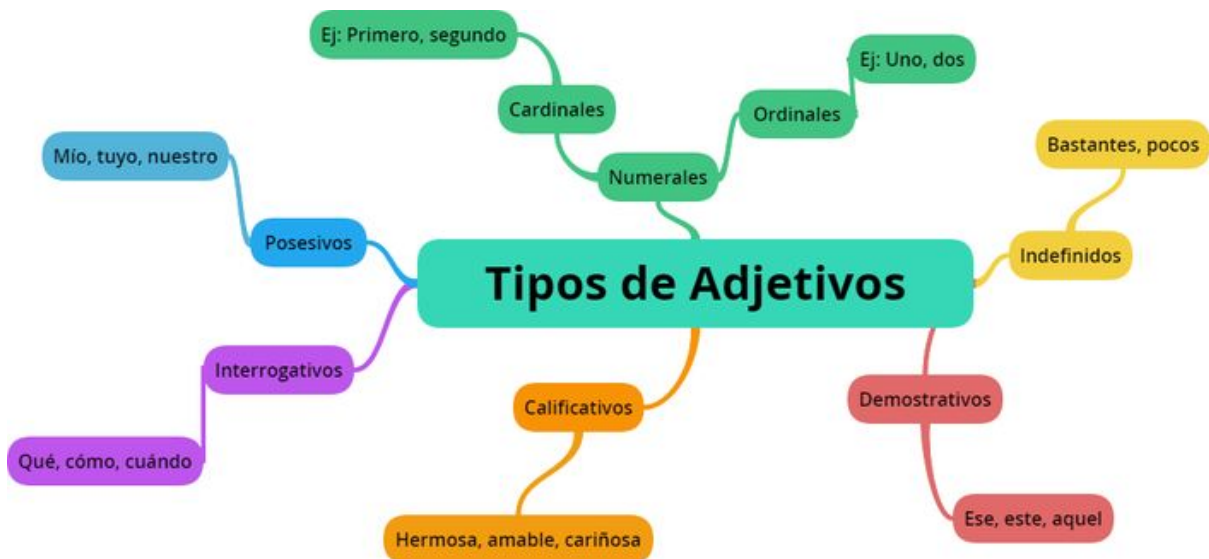 Ej: Primero, segundo
Ej: Uno, dos
Cardinales
Ordinales
Bastantes, pocos
Mío, tuyo, nuestro
Numerales
Posesivos
Indefinidos
Tipos de Adjetivos
Interrogativos
Calificativos
Demostrativos
Qué, cómo, cuándo
Ese, este, aquel
Hermosa, amable, cariñosa